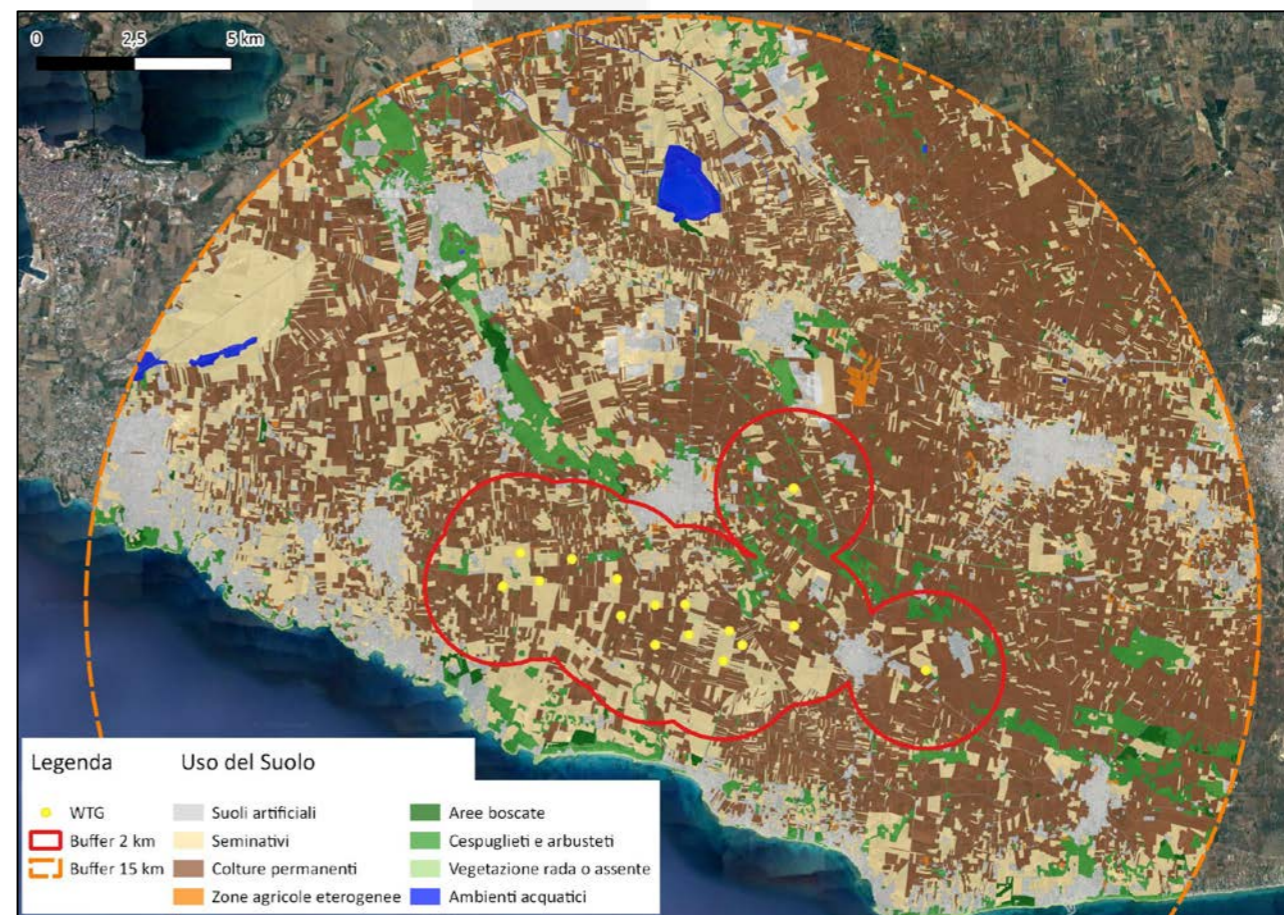 0 2,5 5 km
Legenda
Uso del Suolo
WTG
Suoli artificiali
Aree boscate
Buffer 2 km
Seminativi
Cespuglieti e arbusteti
Buffer 15 km
Colture permanenti
Vegetazione rada o assente
Zone agricole eterogenee
Ambienti acquatici